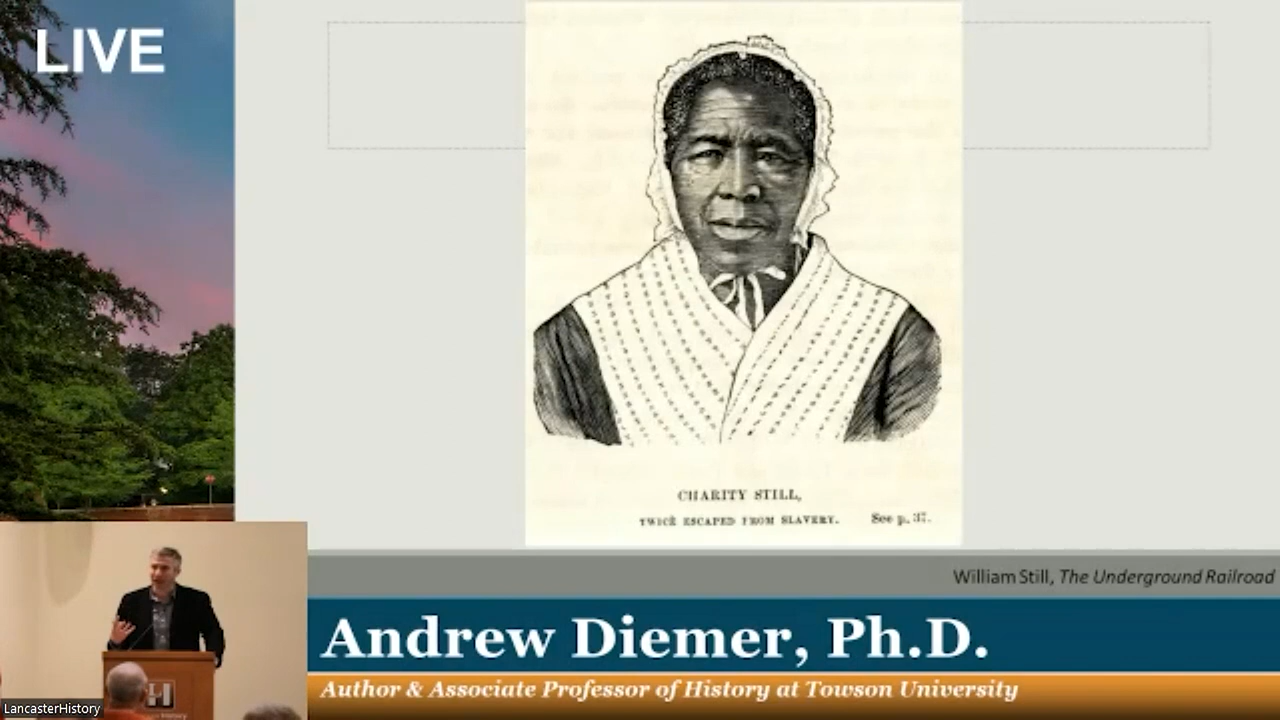 LIVE
CHARITY STILL,
TWICE ESCAPED FROM SLAVERY. See p. 37.
William Still, The Underground Railroad
Andrew Diemer, Ph.D.
Author & Associate Professor of History at Towson University
LancasterHistory